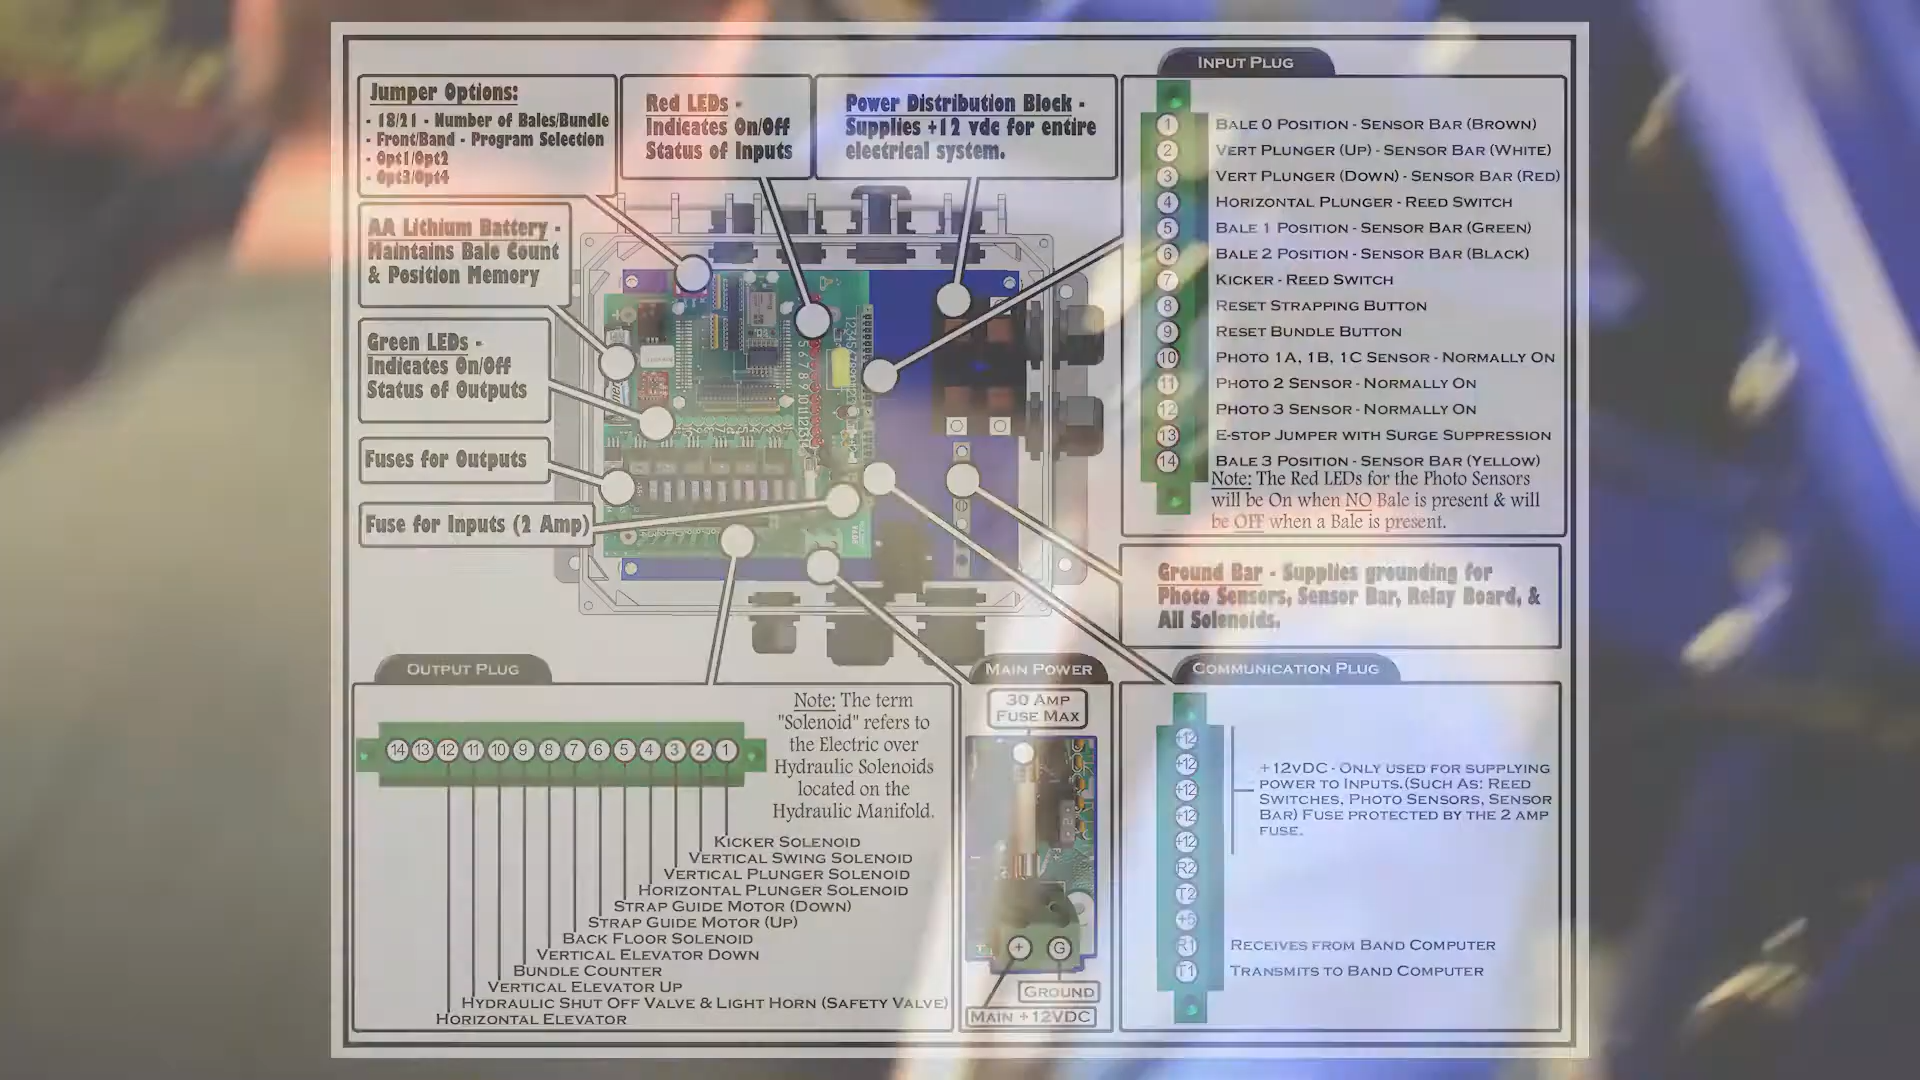 Jumper Options:
- 18/21 - Number of Bales/Bundle
- Front/Band - Program Selection
- Opt1/Opt2
- Opt3/Opt4
Red LEDs -
Indicates On/Off
Status of Inputs
Power Distribution Block -
Supplies +12 vdc for entire
electrical system.
AA Lithium Battery -
Maintains Bale Count
& Position Memory
Green LEDs -
Indicates On/Off
Status of Outputs
Fuses for Outputs
Fuse for Inputs (2 Amp)
INPUT PLUG
1 BALE 0 POSITION - SENSOR BAR (BROWN)
2 VERT PLUNGER (UP) - SENSOR BAR (WHITE)
3 VERT PLUNGER (DOWN) - SENSOR BAR (RED)
4 HORIZONTAL PLUNGER - REED SWITCH
5 BALE 1 POSITION - SENSOR BAR (GREEN)
6 BALE 2 POSITION - SENSOR BAR (BLACK)
7 KICKER - REED SWITCH
8 RESET STRAPPING BUTTON
9 RESET BUNDLE BUTTON
10 PHOTO 1A, 1B, 1C SENSOR - NORMALLY ON
11 PHOTO 2 SENSOR - NORMALLY ON
12 PHOTO 3 SENSOR - NORMALLY ON
13 E-STOP JUMPER WITH SURGE SUPPRESSION
14 BALE 3 POSITION - SENSOR BAR (YELLOW)
Note: The Red LEDs for the Photo Sensors
will be On when NO Bale is present & will
be OFF when a Bale is present.
Ground Bar - Supplies grounding for
Photo Sensors, Sensor Bar, Relay Board, &
All Solenoids.
OUTPUT PLUG
14 13 12 11 10 9 8 7 6 5 4 3 2 1
Note: The term
"Solenoid" refers to
the Electric over
Hydraulic Solenoids
located on the
Hydraulic Manifold.
KICKER SOLENOID
VERTICAL SWING SOLENOID
VERTICAL PLUNGER SOLENOID
HORIZONTAL PLUNGER SOLENOID
STRAP GUIDE MOTOR (DOWN)
STRAP GUIDE MOTOR (UP)
BACK FLOOR SOLENOID
VERTICAL ELEVATOR DOWN
BUNDLE COUNTER
VERTICAL ELEVATOR UP
HYDRAULIC SHUT OFF VALVE & LIGHT HORN (SAFETY VALVE)
HORIZONTAL ELEVATOR
MAIN POWER
30 AMP
FUSE MAX
+ G
GROUND
MAIN +12VDC
COMMUNICATION PLUG
+12
+12
+12
+12
+12
R2
T2
+5
R1 RECEIVES FROM BAND COMPUTER
T1 TRANSMITS TO BAND COMPUTER
+12VDC - ONLY USED FOR SUPPLYING
POWER TO INPUTS.(SUCH AS: REED
SWITCHES, PHOTO SENSORS, SENSOR
BAR) FUSE PROTECTED BY THE 2 AMP
FUSE.